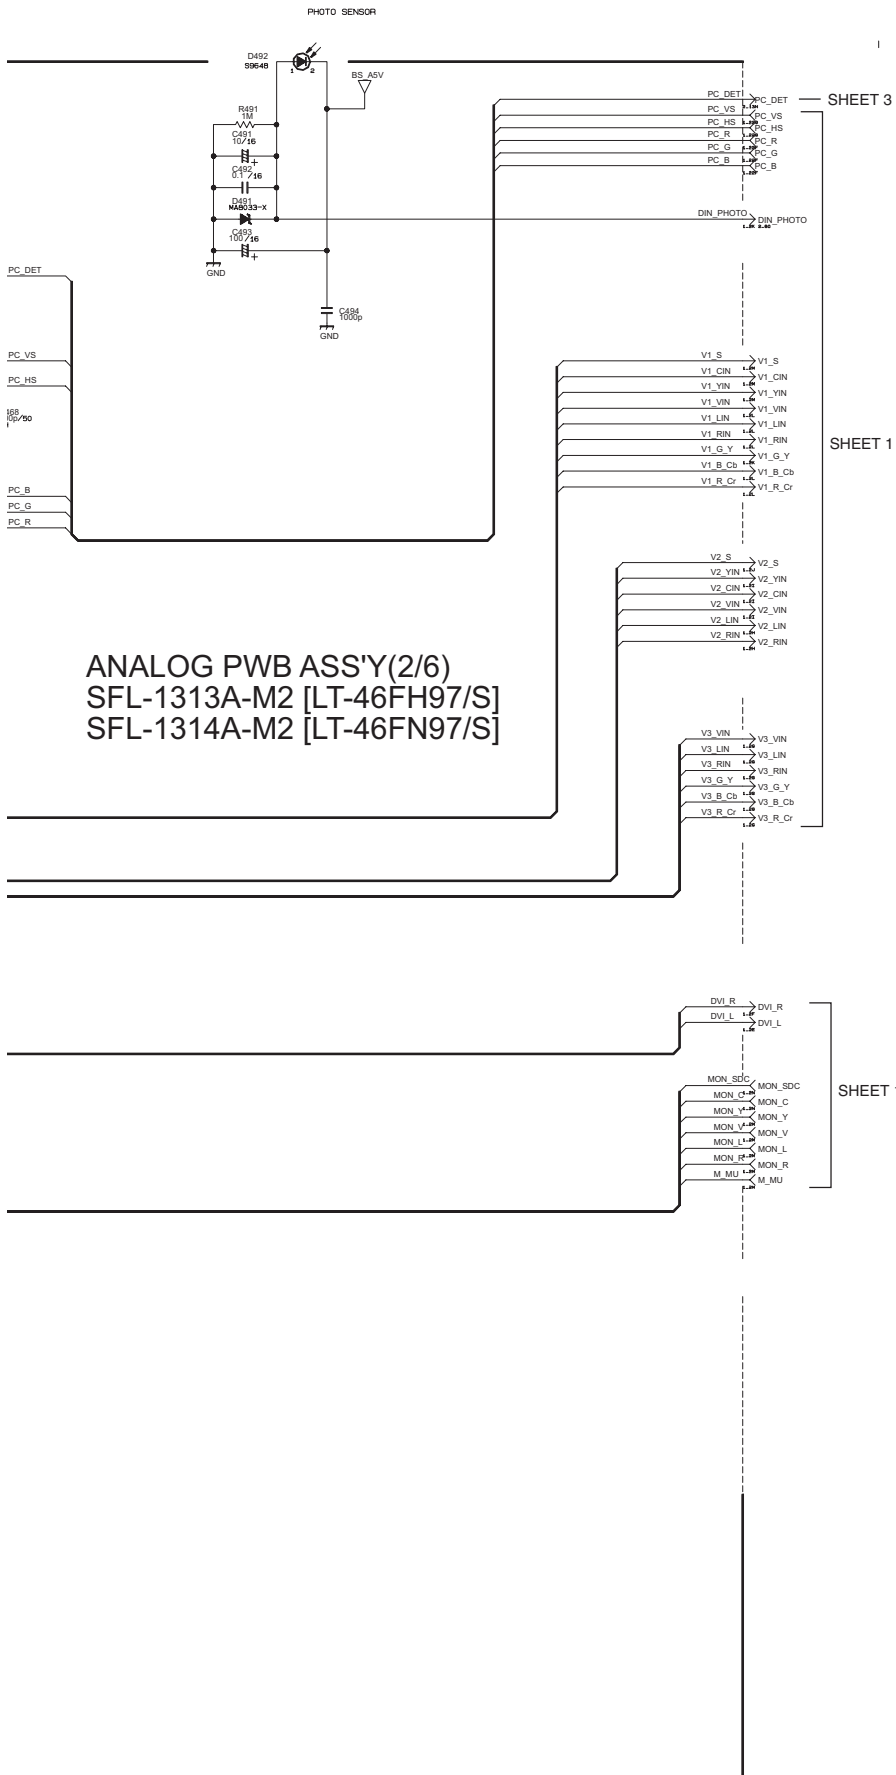 PHOTO SENSOR
D492
S9648
1 2
BS_A5V
R491
1M
C491
10/16
+
C492
0.1 /16
D491
MA8033-X
C493
100/16
+
GND
C494
1000p
GND
PC_DET PC_DET SHEET 3
PC_VS PC_VS
PC_HS PC_HS
PC_R PC_R
PC_G PC_G
PC_B PC_B
DIN_PHOTO DIN_PHOTO
PC_DET
PC_VS
PC_HS
PC_B
PC_G
PC_R
V1_S V1_S
V1_CIN V1_CIN
V1_YIN V1_YIN
V1_VIN V1_VIN
V1_LIN V1_LIN
V1_RIN V1_RIN
V1_G_Y V1_G_Y
V1_B_Cb V1_B_Cb
V1_R_Cr V1_R_Cr
SHEET 1
V2_S V2_S
V2_YIN V2_YIN
V2_CIN V2_CIN
V2_VIN V2_VIN
V2_LIN V2_LIN
V2_RIN V2_RIN
ANALOG PWB ASS'Y(2/6)
SFL-1313A-M2 [LT-46FH97/S]
SFL-1314A-M2 [LT-46FN97/S]
V3_VIN V3_VIN
V3_LIN V3_LIN
V3_RIN V3_RIN
V3_G_Y V3_G_Y
V3_B_Cb V3_B_Cb
V3_R_Cr V3_R_Cr
DVI_R DVI_R
DVI_L DVI_L
MON_SDC MON_SDC
MON_C MON_C
MON_Y MON_Y
MON_V MON_V
MON_L MON_L
MON_R MON_R
M_MU M_MU
SHEET